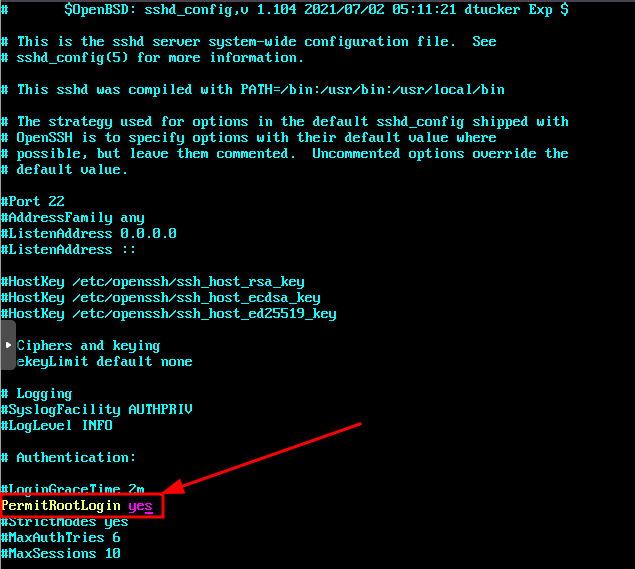 #       $OpenBSD: sshd_config,v 1.104 2021/07/02 05:11:21 dtucker Exp $
# This is the sshd server system-wide configuration file.  See
# sshd_config(5) for more information.
# This sshd was compiled with PATH=/bin:/usr/bin:/usr/local/bin
# The strategy used for options in the default sshd_config shipped with
# OpenSSH is to specify options with their default value where
# possible, but leave them commented.  Uncommented options override the
# default value.
#Port 22
#AddressFamily any
#ListenAddress 0.0.0.0
#ListenAddress ::
#HostKey /etc/openssh/ssh_host_rsa_key
#HostKey /etc/openssh/ssh_host_ecdsa_key
#HostKey /etc/openssh/ssh_host_ed25519_key
Ciphers and keying
ekeyLimit default none
# Logging
#SyslogFacility AUTHPRIV
#LogLevel INFO
# Authentication:
#LoginGraceTime 2m
PermitRootLogin yes
#StrictModes yes
#MaxAuthTries 6
#MaxSessions 10